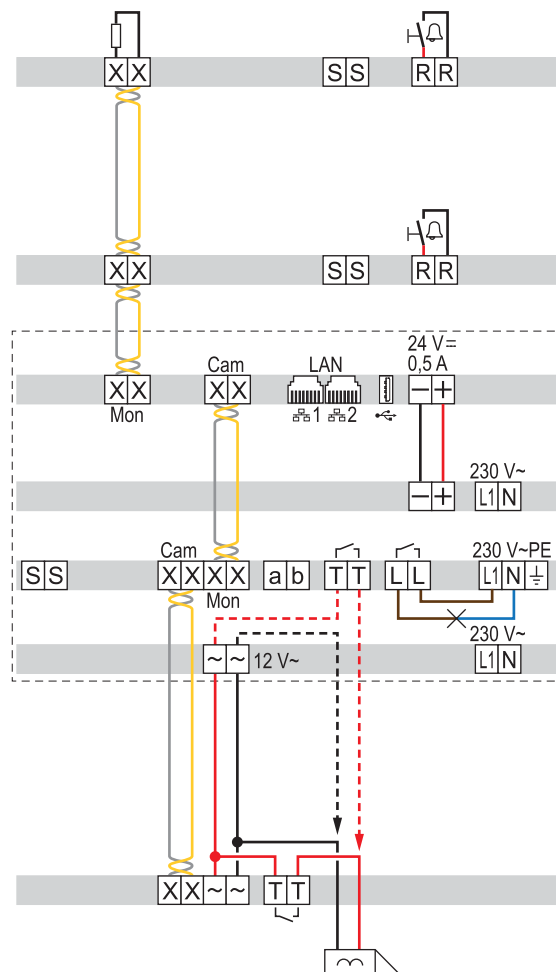 X X S S R R
X X S S R R
24 V⎓
Cam LAN 0,5 A
X X X X − +
Mon 1 2
230 V~
− + L1 N
Cam 230 V~PE
S S X X X X a b T T L L L1 N
Mon
230 V~
~ ~ 12 V~ L1 N
X X ~ ~ T T